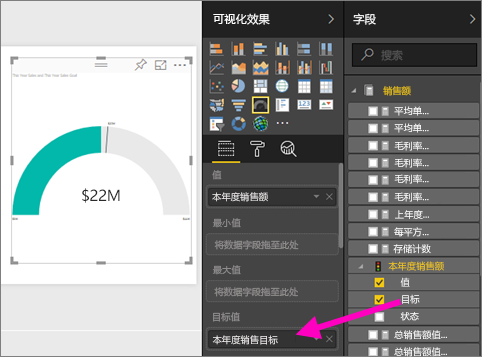 可视化效果
字段
搜索
This Year Sales and This Year Sales Goal
$22M
值
本年度销售额
最小值
将数据字段拖至此处
最大值
将数据字段拖至此处
目标值
本年度销售目标
销售额
平均单...
平均单...
毛利率...
毛利率...
毛利率...
上年度...
每平方...
存储计数
本年度销售额
值
目标
状态
总销售额值...
总销售额值...